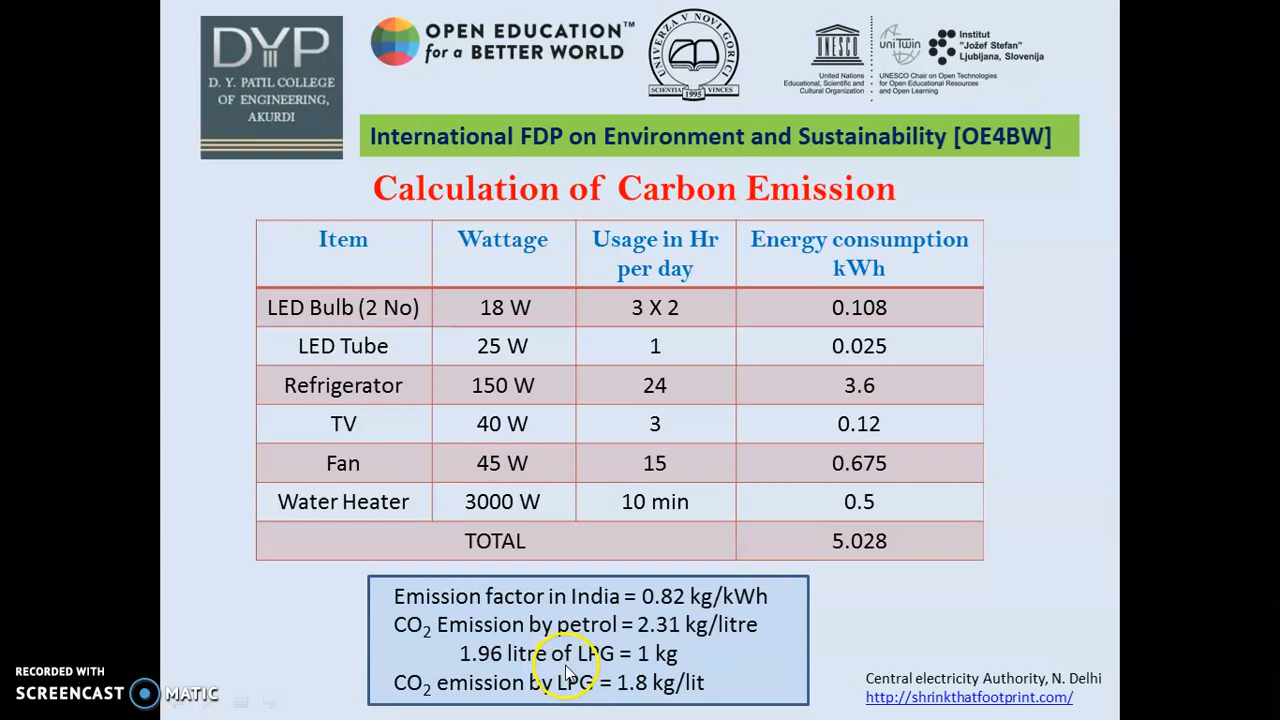 DYP
D. Y. PATIL COLLEGE
OF ENGINEERING,
AKURDI
OPEN EDUCATION™
for a BETTER WORLD
UNIVERZA V NOVI GORICI
SCIENTIA VINCES
1995
UNESCO
United Nations
Educational, Scientific and
Cultural Organization
uniTwin
Institut
"Jožef Stefan"
Ljubljana, Slovenija
UNESCO Chair on Open Technologies
for Open Educational Resources
and Open Learning
International FDP on Environment and Sustainability [OE4BW]
Calculation of Carbon Emission
Item Wattage Usage in Hr per day Energy consumption kWh
LED Bulb (2 No) 18 W 3 X 2 0.108
LED Tube 25 W 1 0.025
Refrigerator 150 W 24 3.6
TV 40 W 3 0.12
Fan 45 W 15 0.675
Water Heater 3000 W 10 min 0.5
TOTAL 5.028
Emission factor in India = 0.82 kg/kWh
CO₂ Emission by petrol = 2.31 kg/litre
1.96 litre of LPG = 1 kg
CO₂ emission by LPG = 1.8 kg/lit
Central electricity Authority, N. Delhi
http://shrinkthatfootprint.com/
RECORDED WITH
SCREENCAST MATIC